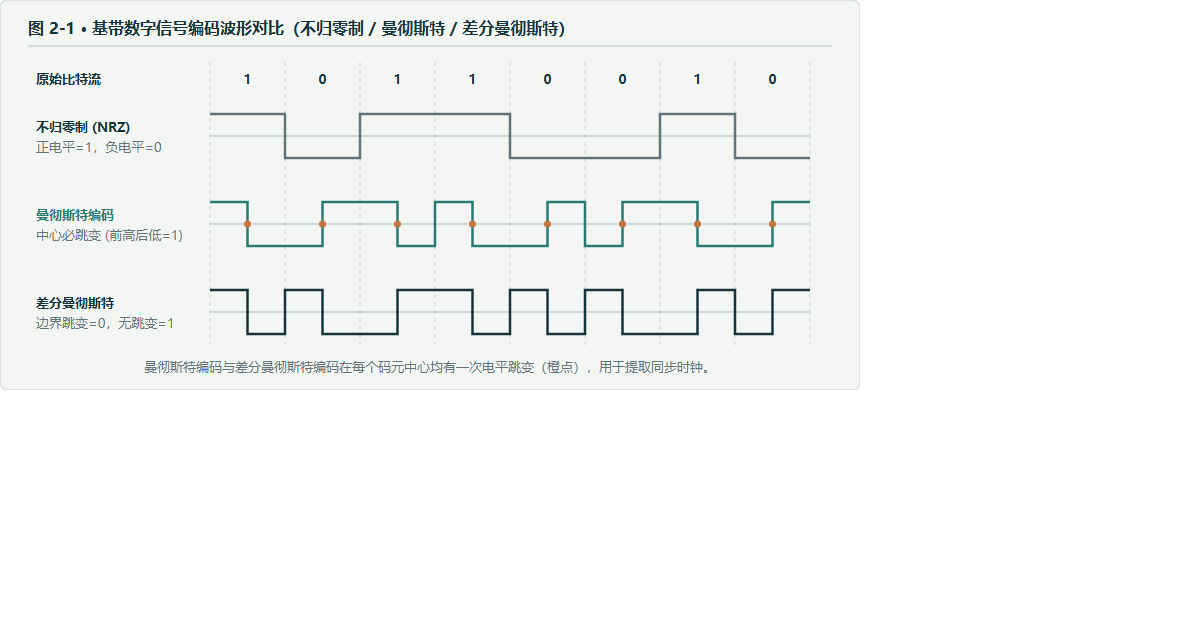 图 2-1 • 基带数字信号编码波形对比（不归零制 / 曼彻斯特 / 差分曼彻斯特）
原始比特流 1 0 1 1 0 0 1 0
不归零制 (NRZ)
正电平=1，负电平=0
曼彻斯特编码
中心必跳变 (前高后低=1)
差分曼彻斯特
边界跳变=0，无跳变=1
曼彻斯特编码与差分曼彻斯特编码在每个码元中心均有一次电平跳变（橙点），用于提取同步时钟。